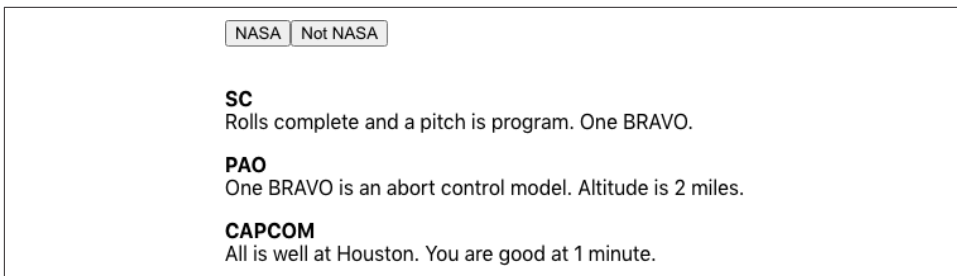 NASA Not NASA
SC
Rolls complete and a pitch is program. One BRAVO.
PAO
One BRAVO is an abort control model. Altitude is 2 miles.
CAPCOM
All is well at Houston. You are good at 1 minute.